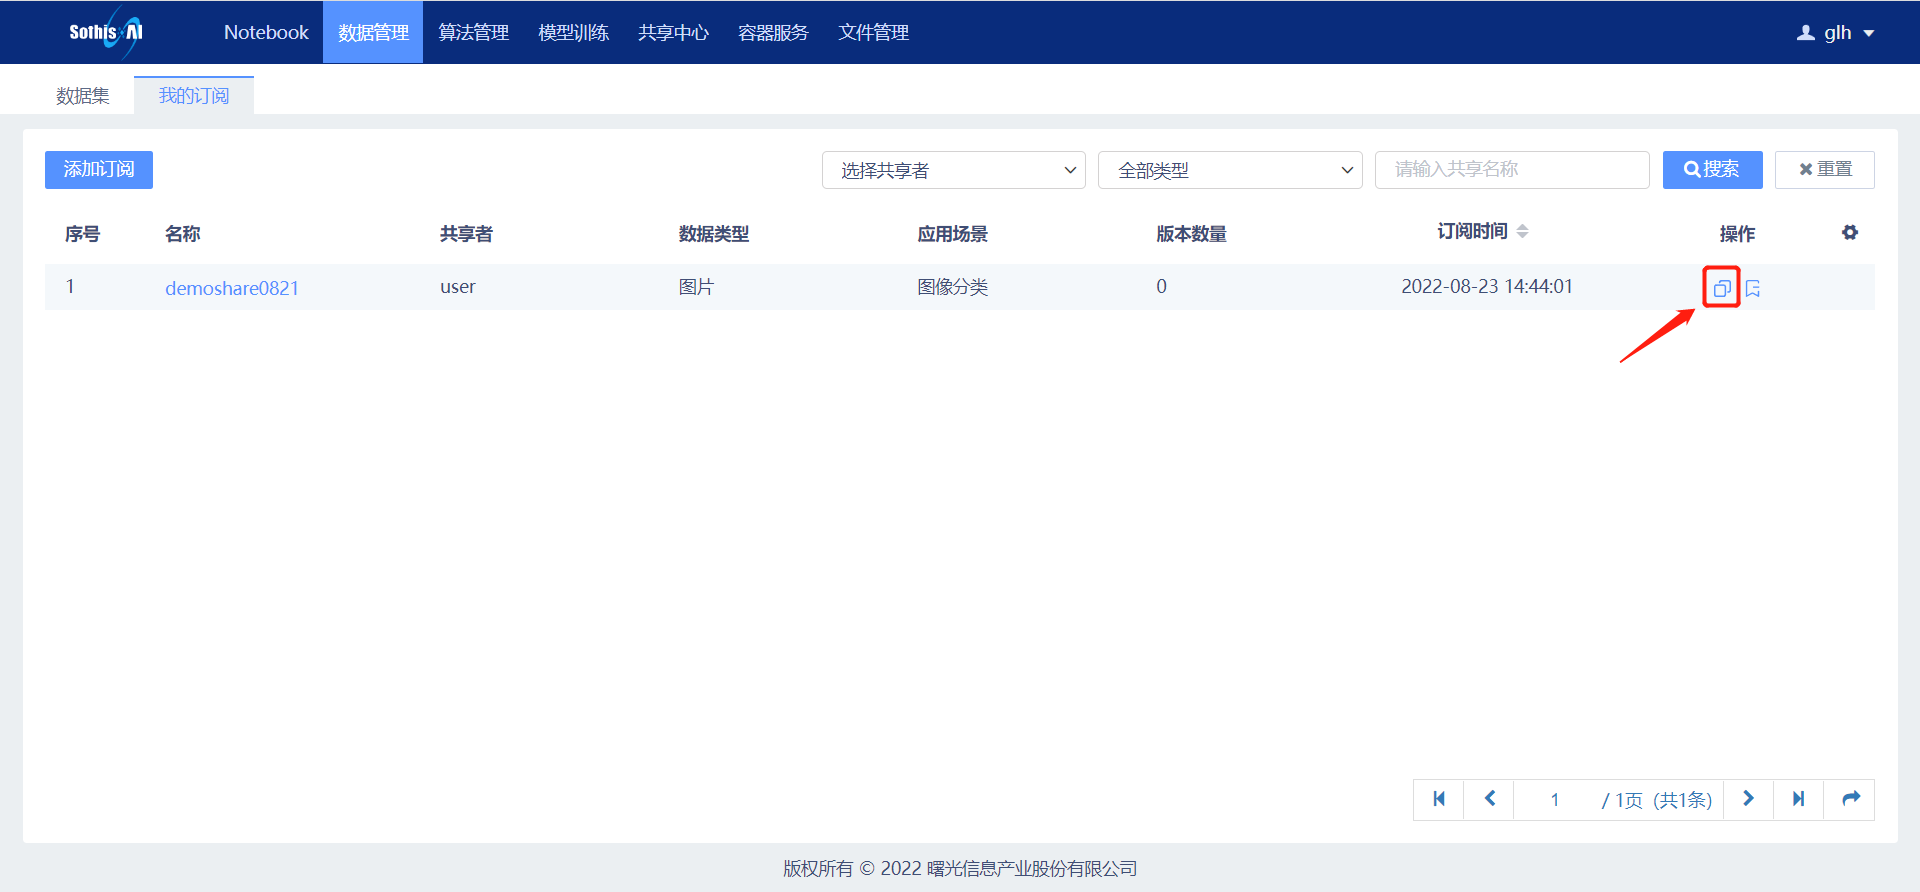 SothisAI Notebook 数据管理 算法管理 模型训练 共享中心 容器服务 文件管理 glh
数据集 我的订阅
添加订阅 选择共享者 全部类型 请输入共享名称 搜索 重置
序号 名称 共享者 数据类型 应用场景 版本数量 订阅时间 操作
1 demoshare0821 user 图片 图像分类 0 2022-08-23 14:44:01
1 / 1页 (共1条)
版权所有 © 2022 曙光信息产业股份有限公司